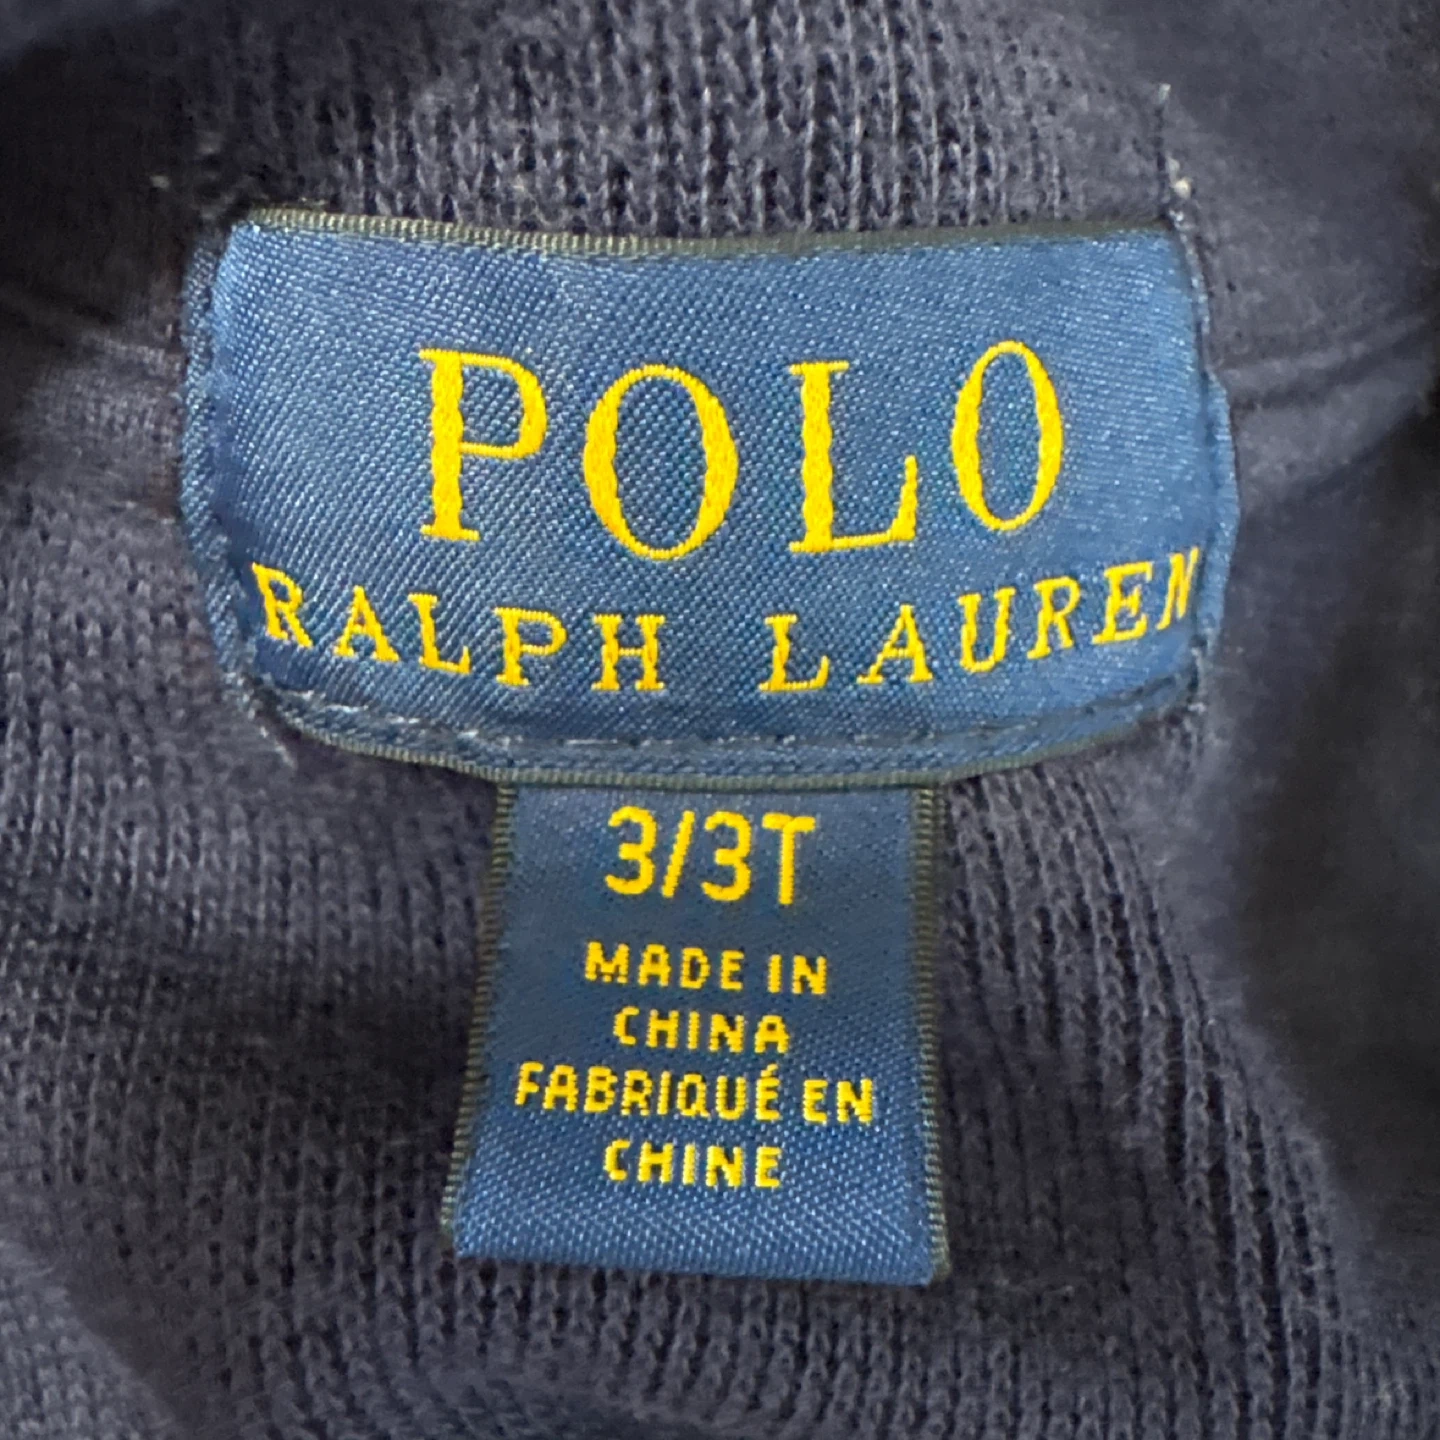 POLO
RALPH LAUREN
3/3T
MADE IN
CHINA
FABRIQUÉ EN
CHINE